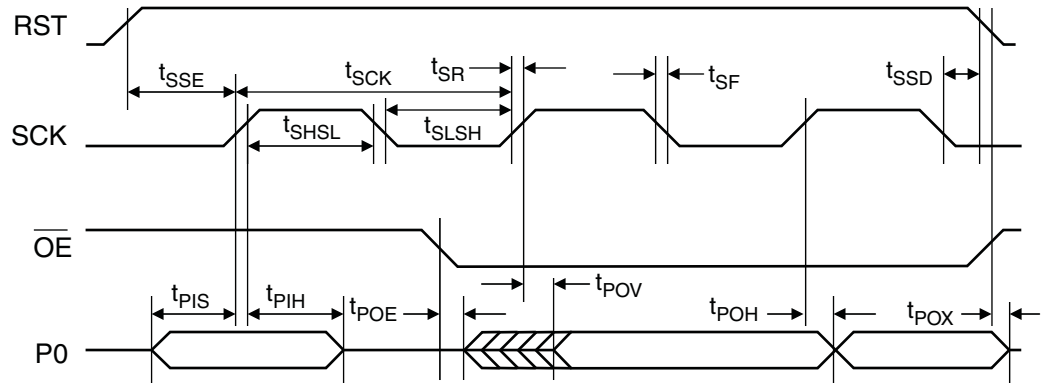 RST
tSSE
tSCK
tSR
tSF
tSSD
SCK
tSHSL
tSLSH
OE
tPIS
tPIH
tPOE
tPOV
tPOH
tPOX
P0